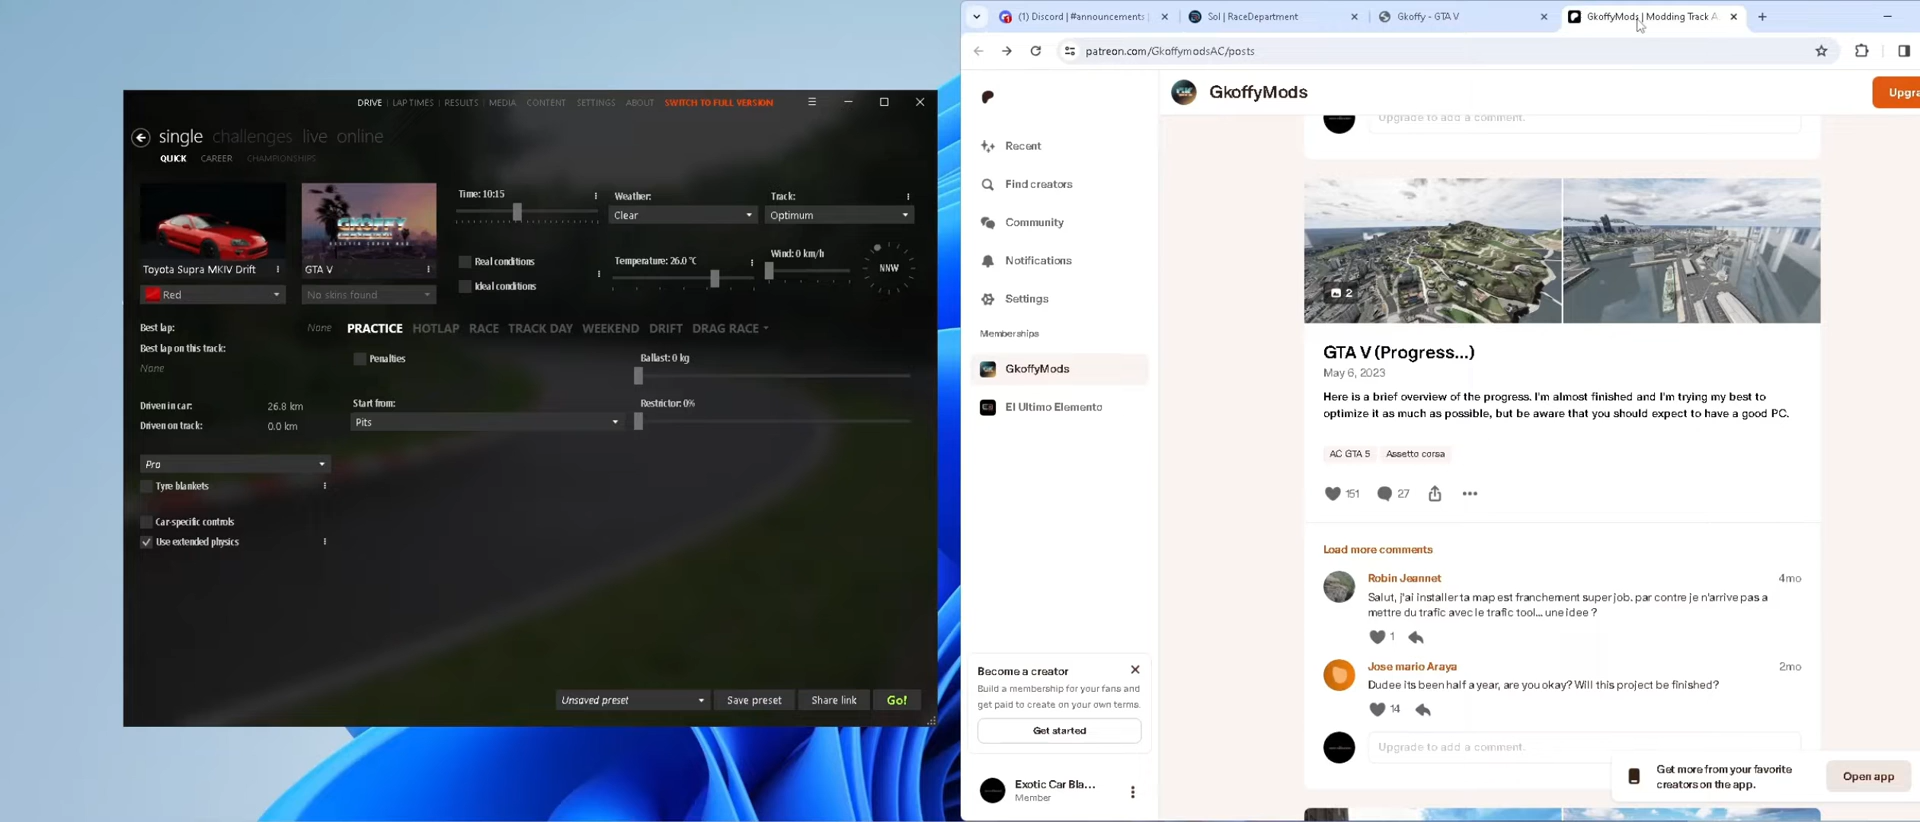 DRIVE LAP TIMES RESULTS MEDIA CONTENT SETTINGS ABOUT SWITCH TO FULL VERSION
single challenges live online
QUICK CAREER CHAMPIONSHIPS
GKOFFY
ASSETTO CORSA MOD
Toyota Supra MKIV Drift
GTA V
Red
No skins found
Time: 10:15
Weather:
Track:
Clear
Optimum
Real conditions
Ideal conditions
Temperature: 26.0 °C
Wind: 0 km/h
NNW
Best lap: None
Best lap on this track:
None
Driven in car: 26.8 km
Driven on track: 0.0 km
Pro
Tyre blankets
Car-specific controls
Use extended physics
PRACTICE HOTLAP RACE TRACK DAY WEEKEND DRIFT DRAG RACE
Penalties
Ballast: 0 kg
Start from:
Restrictor: 0%
Pits
Unsaved preset
Save preset
Share link
Go!
(1) Discord | #announcements |
Sol | RaceDepartment
Gkoffy - GTA V
GkoffyMods | Modding Track A
patreon.com/GkoffymodsAC/posts
GkoffyMods
Upgra
Recent
Find creators
Community
Notifications
Settings
Memberships
GkoffyMods
El Ultimo Elemento
Become a creator
Build a membership for your fans and
get paid to create on your own terms.
Get started
Exotic Car Bla...
Member
Upgrade to add a comment.
2
GTA V (Progress...)
May 6, 2023
Here is a brief overview of the progress. I'm almost finished and I'm trying my best to
optimize it as much as possible, but be aware that you should expect to have a good PC.
AC GTA 5 Assetto corsa
151 27
Load more comments
Robin Jeannet 4mo
Salut, j'ai installer ta map est franchement super job. par contre je n'arrive pas a
mettre du trafic avec le trafic tool... une idee ?
1
Jose mario Araya 2mo
Dudee its been half a year, are you okay? Will this project be finished?
14
Upgrade to add a comment.
Get more from your favorite
creators on the app.
Open app